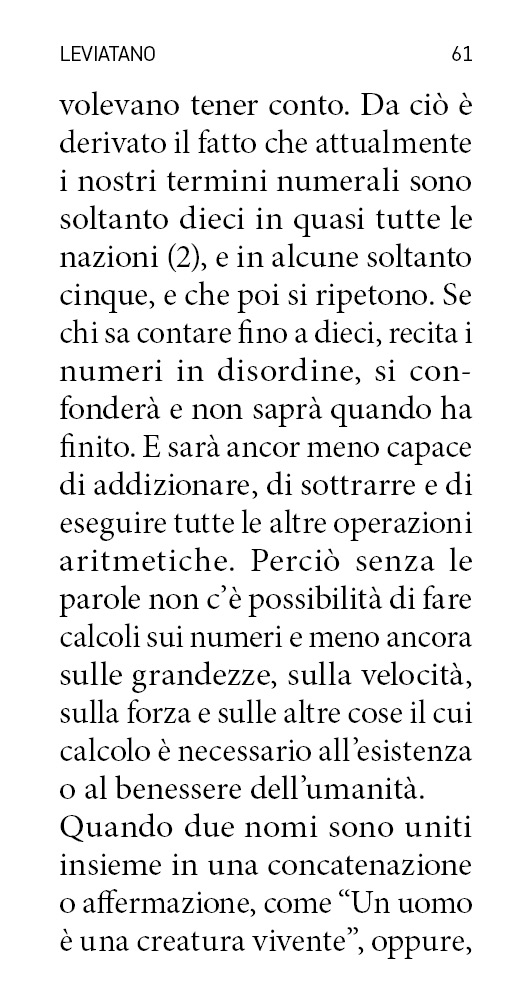 LEVIATANO 61
volevano tener conto. Da ciò è
derivato il fatto che attualmente
i nostri termini numerali sono
soltanto dieci in quasi tutte le
nazioni (2), e in alcune soltanto
cinque, e che poi si ripetono. Se
chi sa contare fino a dieci, recita i
numeri in disordine, si con-
fonderà e non saprà quando ha
finito. E sarà ancor meno capace
di addizionare, di sottrarre e di
eseguire tutte le altre operazioni
aritmetiche. Perciò senza le
parole non c’è possibilità di fare
calcoli sui numeri e meno ancora
sulle grandezze, sulla velocità,
sulla forza e sulle altre cose il cui
calcolo è necessario all’esistenza
o al benessere dell’umanità.
Quando due nomi sono uniti
insieme in una concatenazione
o affermazione, come “Un uomo
è una creatura vivente”, oppure,